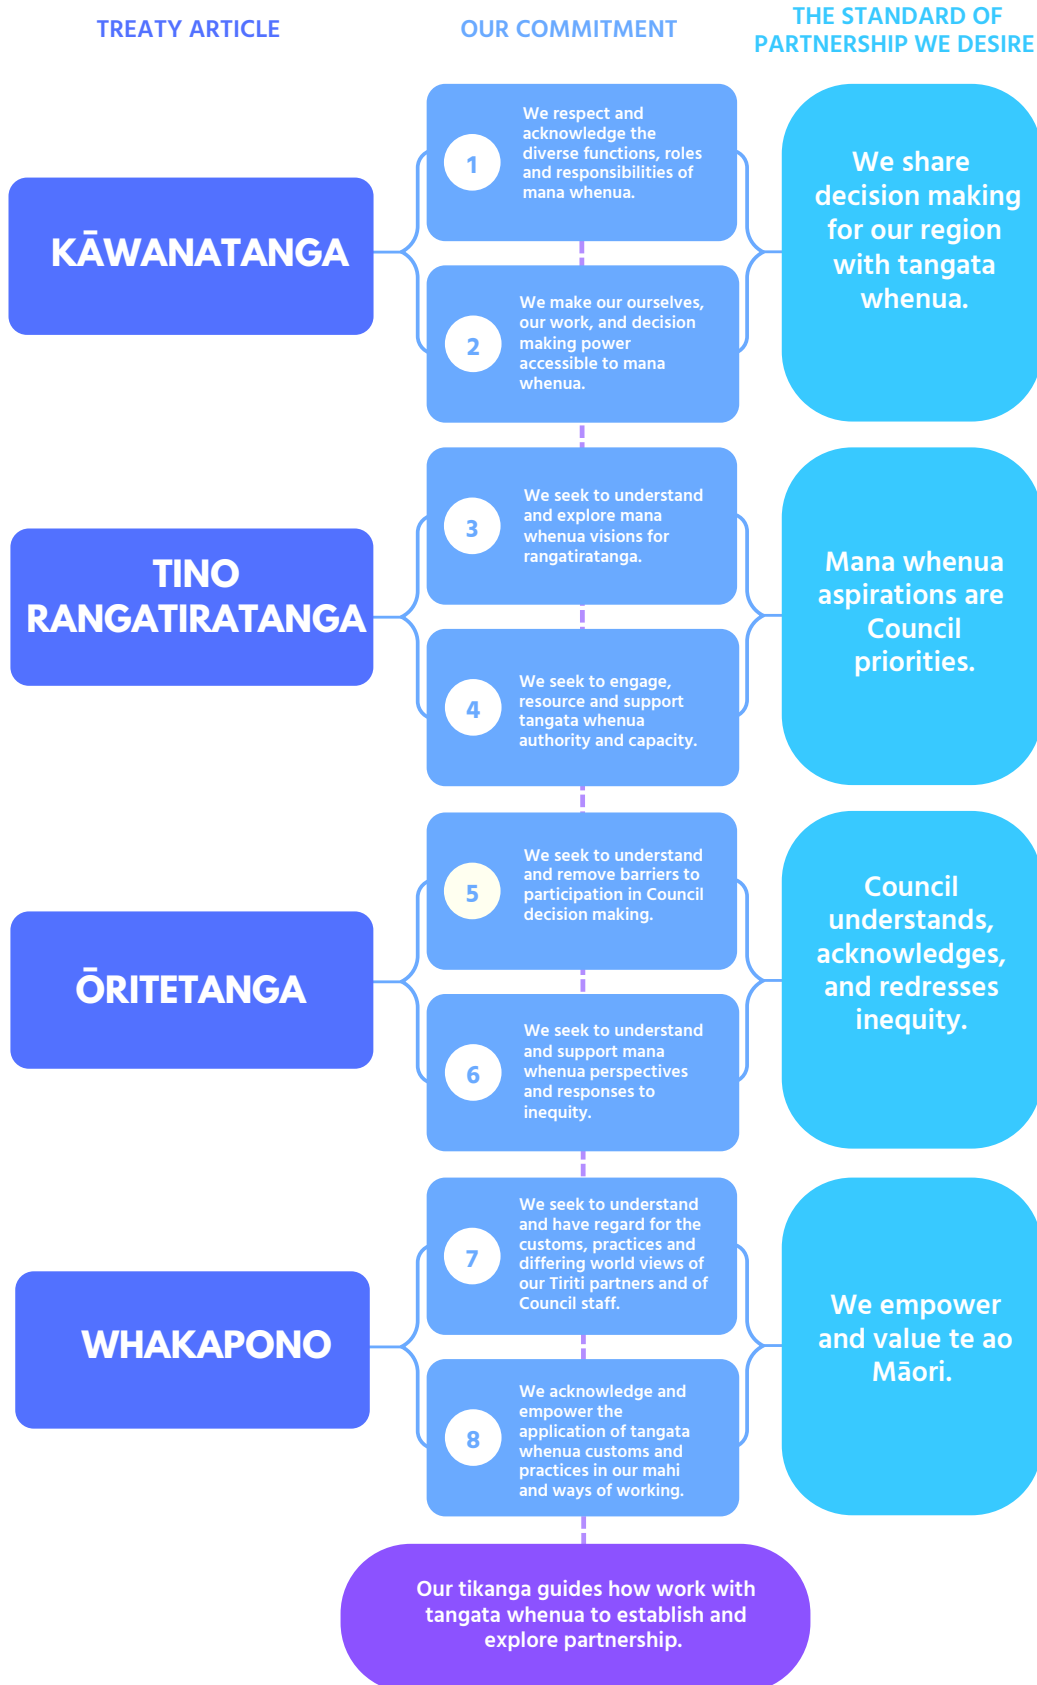 TREATY ARTICLE
OUR COMMITMENT
THE STANDARD OF
PARTNERSHIP WE DESIRE
KĀWANATANGA
1
We respect and
acknowledge the
diverse functions, roles
and responsibilities of
mana whenua.
2
We make our ourselves,
our work, and decision
making power
accessible to mana
whenua.
We share
decision making
for our region
with tangata
whenua.
TINO
RANGATIRATANGA
3
We seek to understand
and explore mana
whenua visions for
rangatiratanga.
4
We seek to engage,
resource and support
tangata whenua
authority and capacity.
Mana whenua
aspirations are
Council
priorities.
ŌRITETANGA
5
We seek to understand
and remove barriers to
participation in Council
decision making.
6
We seek to understand
and support mana
whenua perspectives
and responses to
inequity.
Council
understands,
acknowledges,
and redresses
inequity.
WHAKAPONO
7
We seek to understand
and have regard for the
customs, practices and
differing world views of
our Tiriti partners and of
Council staff.
8
We acknowledge and
empower the
application of tangata
whenua customs and
practices in our mahi
and ways of working.
We empower
and value te ao
Māori.
Our tikanga guides how work with
tangata whenua to establish and
explore partnership.